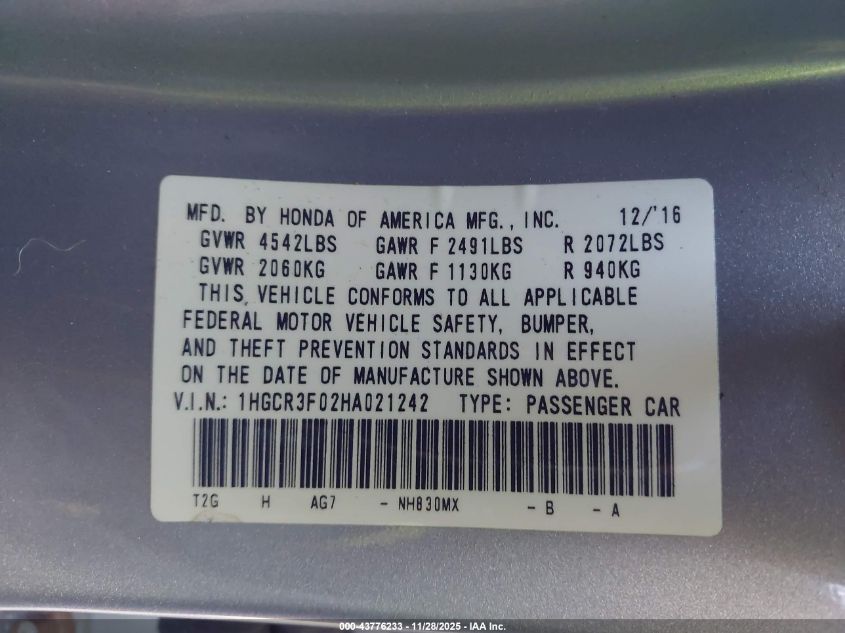 MFD. BY HONDA OF AMERICA MFG., INC. 12/'16
GVWR 4542LBS GAWR F 2491LBS R 2072LBS
GVWR 2060KG GAWR F 1130KG R 940KG
THIS VEHICLE CONFORMS TO ALL APPLICABLE
FEDERAL MOTOR VEHICLE SAFETY, BUMPER,
AND THEFT PREVENTION STANDARDS IN EFFECT
ON THE DATE OF MANUFACTURE SHOWN ABOVE.
V.I.N.: 1HGCR3F02HA021242 TYPE: PASSENGER CAR
T2G H AG7 - NH830MX - B - A
000-43776233 - 11/28/2025 - IAA Inc.